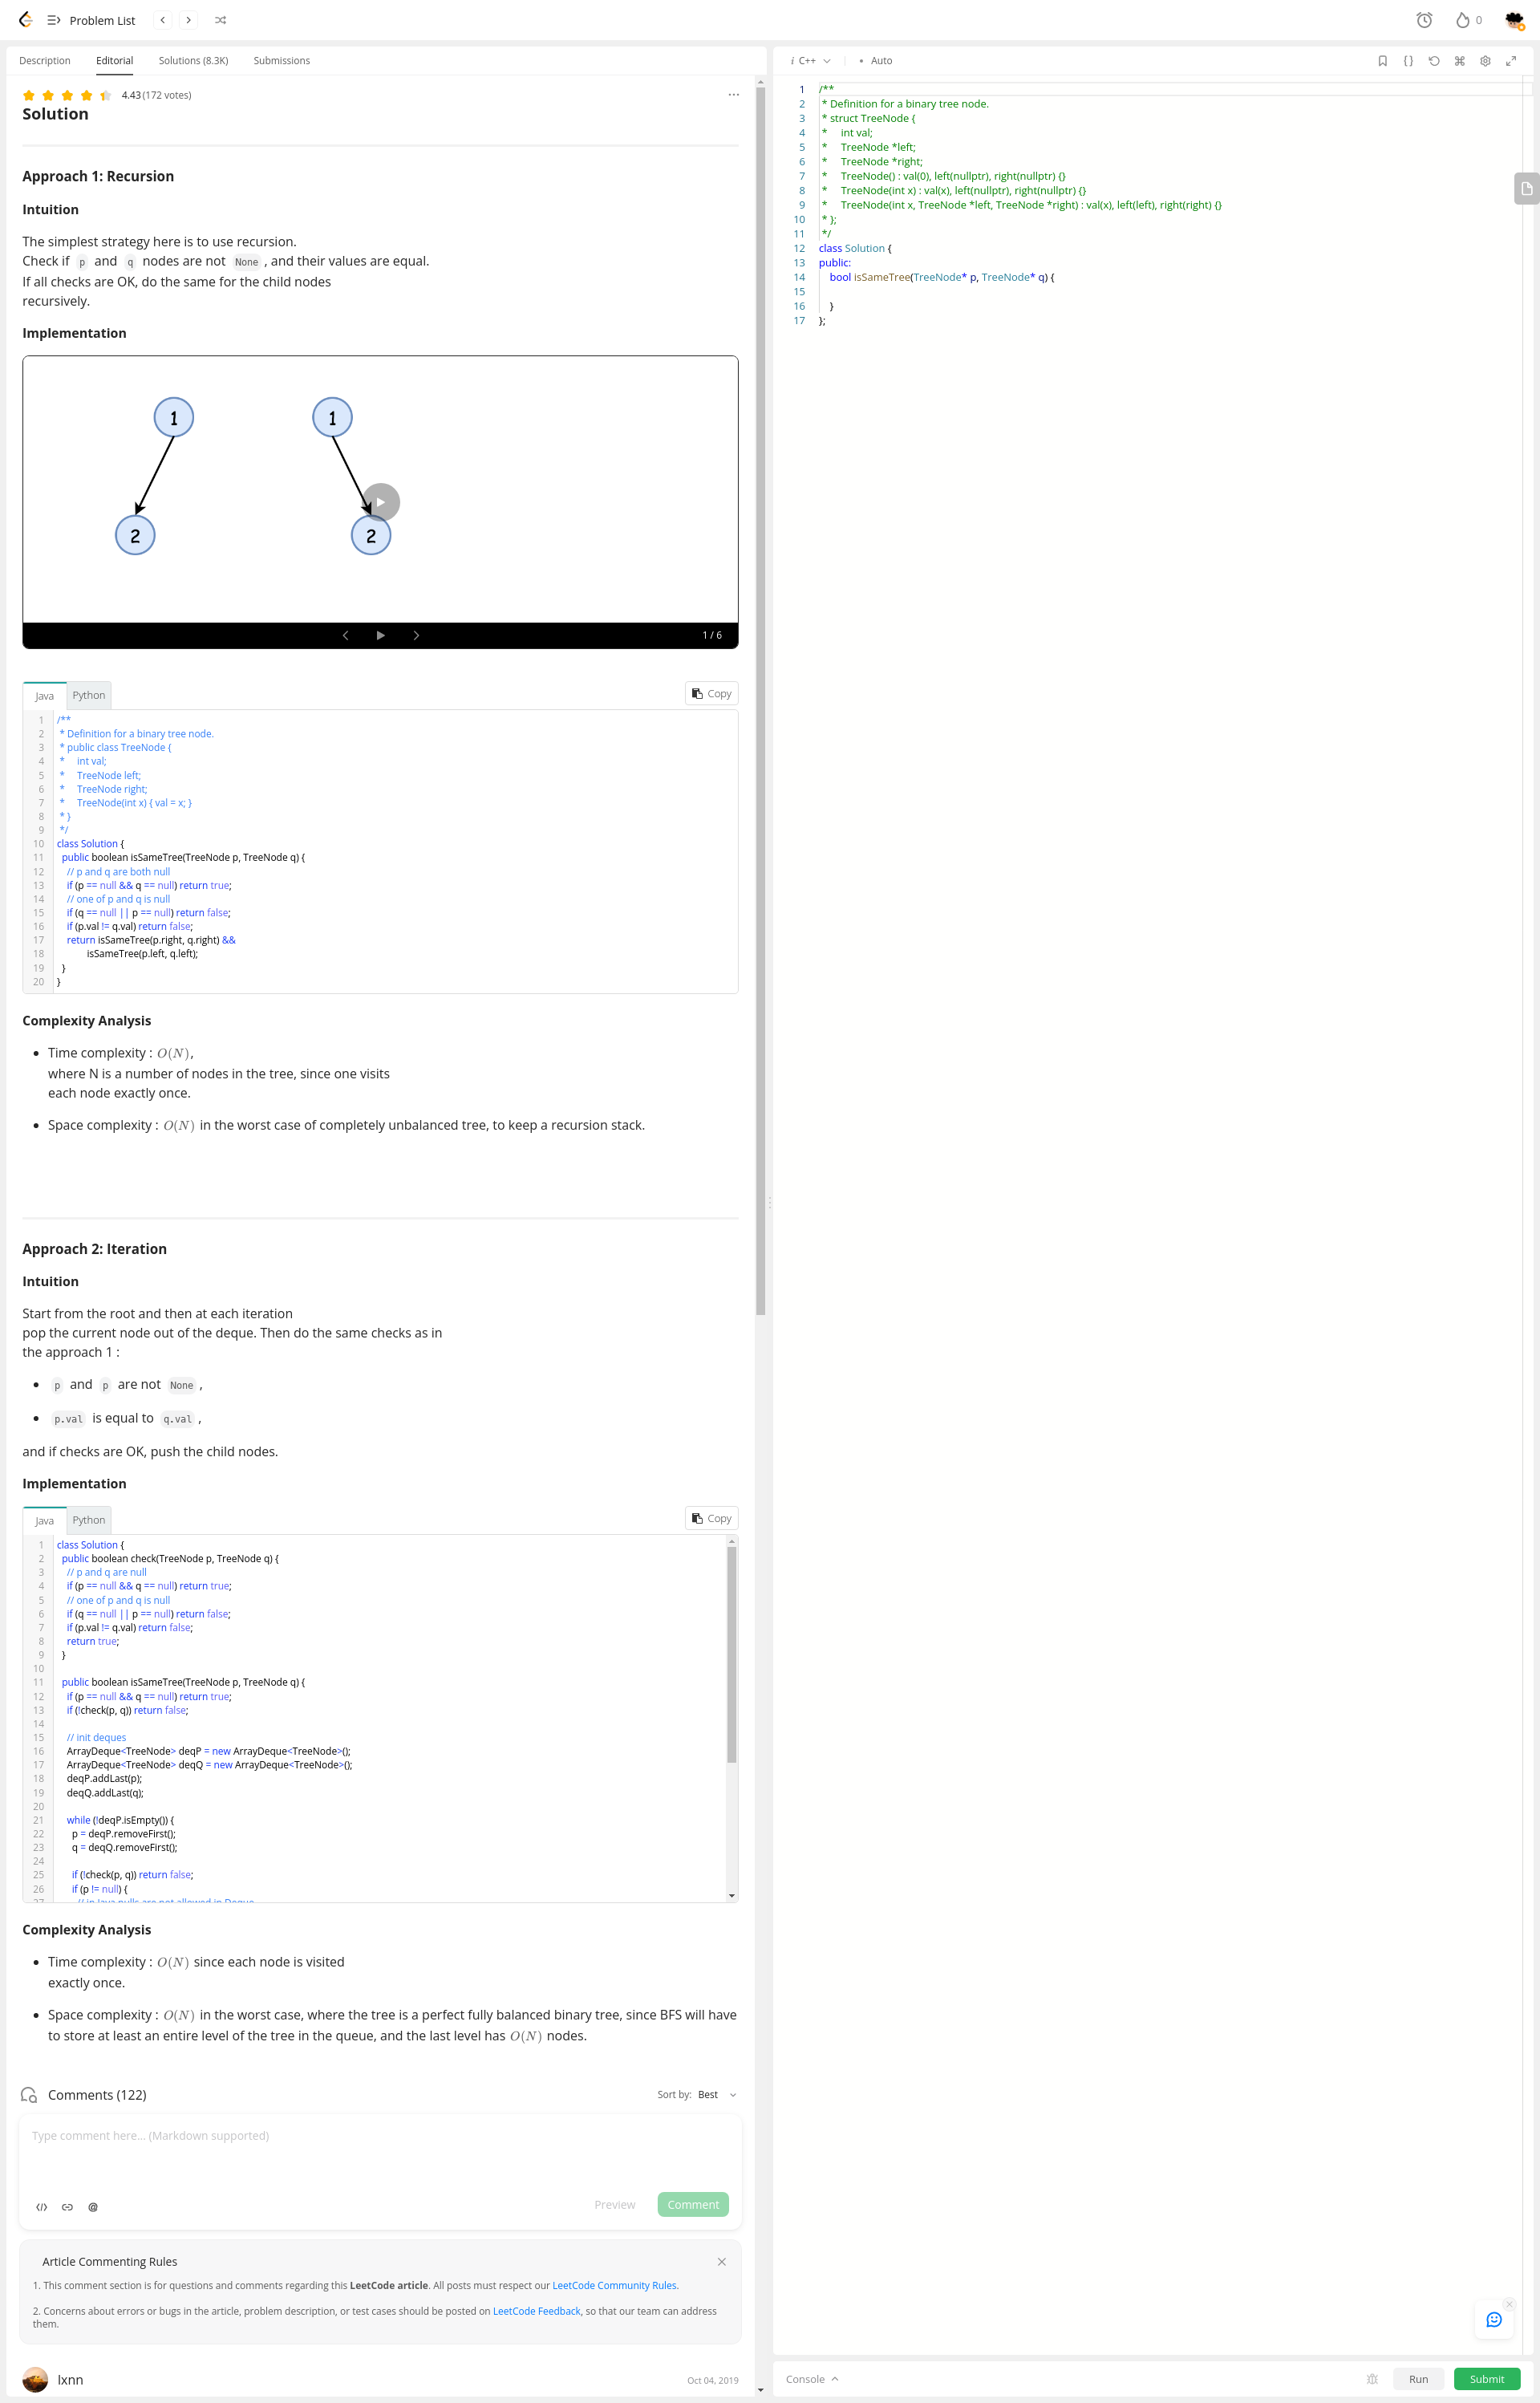 Problem List
0
Description Editorial Solutions (8.3K) Submissions
4.43 (172 votes)
Solution
Approach 1: Recursion
Intuition
The simplest strategy here is to use recursion.
Check if p and q nodes are not None, and their values are equal.
If all checks are OK, do the same for the child nodes
recursively.
Implementation
1 1
2 2
1 / 6
Java Python Copy
1 /**
2 * Definition for a binary tree node.
3 * public class TreeNode {
4 * int val;
5 * TreeNode left;
6 * TreeNode right;
7 * TreeNode(int x) { val = x; }
8 * }
9 */
10 class Solution {
11 public boolean isSameTree(TreeNode p, TreeNode q) {
12 // p and q are both null
13 if (p == null && q == null) return true;
14 // one of p and q is null
15 if (q == null || p == null) return false;
16 if (p.val != q.val) return false;
17 return isSameTree(p.right, q.right) &&
18 isSameTree(p.left, q.left);
19 }
20 }
Complexity Analysis
• Time complexity : O(N),
where N is a number of nodes in the tree, since one visits
each node exactly once.
• Space complexity : O(N) in the worst case of completely unbalanced tree, to keep a recursion stack.
Approach 2: Iteration
Intuition
Start from the root and then at each iteration
pop the current node out of the deque. Then do the same checks as in
the approach 1 :
• p and p are not None,
• p.val is equal to q.val,
and if checks are OK, push the child nodes.
Implementation
Java Python Copy
1 class Solution {
2 public boolean check(TreeNode p, TreeNode q) {
3 // p and q are null
4 if (p == null && q == null) return true;
5 // one of p and q is null
6 if (q == null || p == null) return false;
7 if (p.val != q.val) return false;
8 return true;
9 }
10
11 public boolean isSameTree(TreeNode p, TreeNode q) {
12 if (p == null && q == null) return true;
13 if (!check(p, q)) return false;
14
15 // init deques
16 ArrayDeque<TreeNode> deqP = new ArrayDeque<TreeNode>();
17 ArrayDeque<TreeNode> deqQ = new ArrayDeque<TreeNode>();
18 deqP.addLast(p);
19 deqQ.addLast(q);
20
21 while (!deqP.isEmpty()) {
22 p = deqP.removeFirst();
23 q = deqQ.removeFirst();
24
25 if (!check(p, q)) return false;
26 if (p != null) {
27 // in Java nulls are not allowed in Deque
Complexity Analysis
• Time complexity : O(N) since each node is visited
exactly once.
• Space complexity : O(N) in the worst case, where the tree is a perfect fully balanced binary tree, since BFS will have
to store at least an entire level of the tree in the queue, and the last level has O(N) nodes.
Comments (122) Sort by: Best
Type comment here... (Markdown supported)
Preview Comment
Article Commenting Rules
1. This comment section is for questions and comments regarding this LeetCode article. All posts must respect our LeetCode Community Rules.
2. Concerns about errors or bugs in the article, problem description, or test cases should be posted on LeetCode Feedback, so that our team can address
them.
lxnn Oct 04, 2019
i C++ • Auto
1 /**
2 * Definition for a binary tree node.
3 * struct TreeNode {
4 * int val;
5 * TreeNode *left;
6 * TreeNode *right;
7 * TreeNode() : val(0), left(nullptr), right(nullptr) {}
8 * TreeNode(int x) : val(x), left(nullptr), right(nullptr) {}
9 * TreeNode(int x, TreeNode *left, TreeNode *right) : val(x), left(left), right(right) {}
10 * };
11 */
12 class Solution {
13 public:
14 bool isSameTree(TreeNode* p, TreeNode* q) {
15
16 }
17 };
Console Run Submit